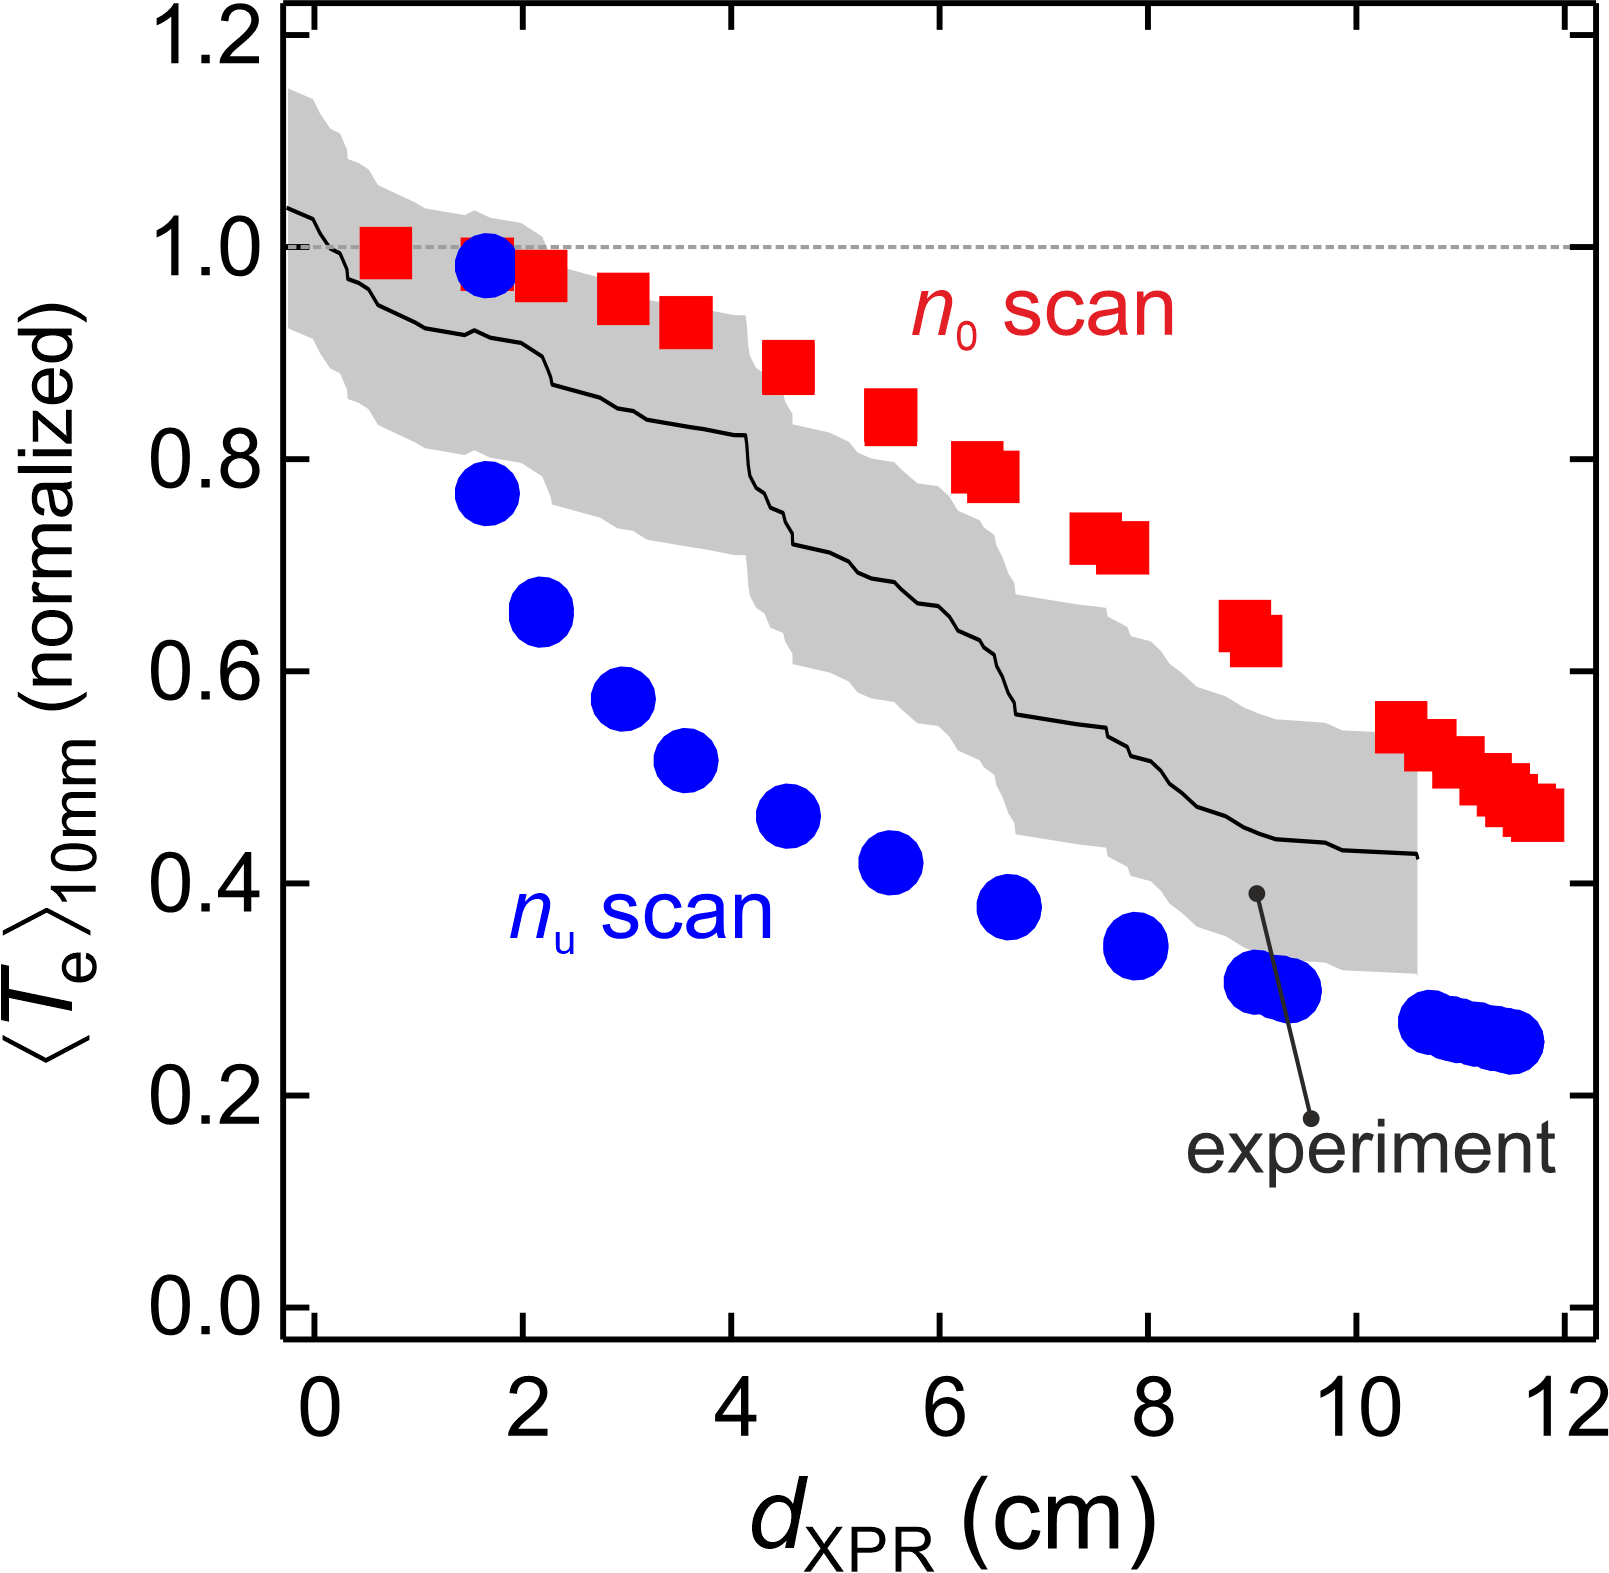 1.2
1.0
0.8
0.6
0.4
0.2
0.0
⟨T̅e⟩10mm (normalized)
n0 scan
nu scan
experiment
0 2 4 6 8 10 12
dXPR (cm)